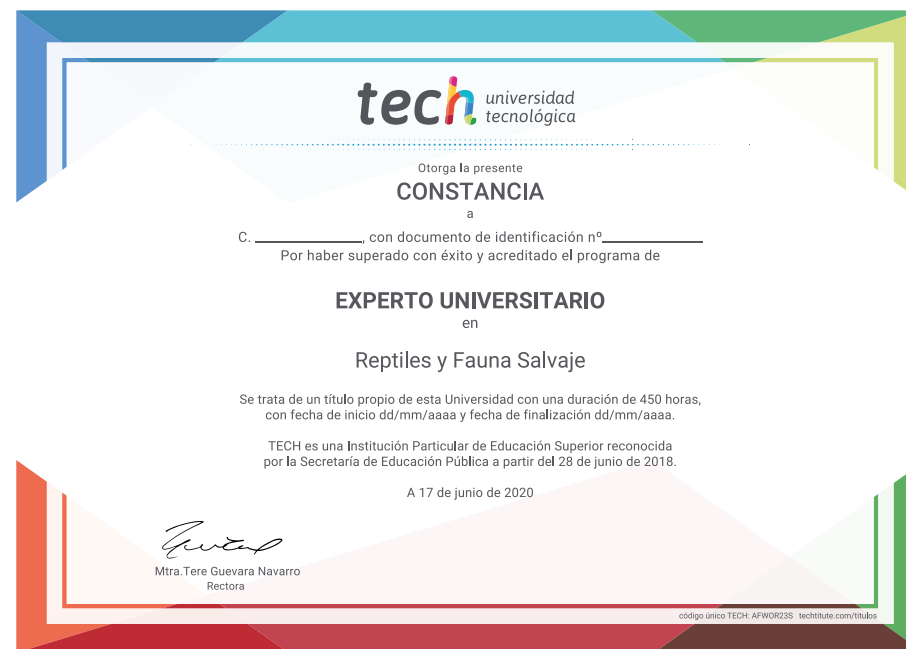 tech universidad
tecnológica
Otorga la presente
CONSTANCIA
a
C. ____________, con documento de identificación nº____________
Por haber superado con éxito y acreditado el programa de
EXPERTO UNIVERSITARIO
en
Reptiles y Fauna Salvaje
Se trata de un título propio de esta Universidad con una duración de 450 horas,
con fecha de inicio dd/mm/aaaa y fecha de finalización dd/mm/aaaa.
TECH es una Institución Particular de Educación Superior reconocida
por la Secretaría de Educación Pública a partir del 28 de junio de 2018.
A 17 de junio de 2020
Mtra.Tere Guevara Navarro
Rectora
código único TECH: AFWOR23S techtitute.com/titulos